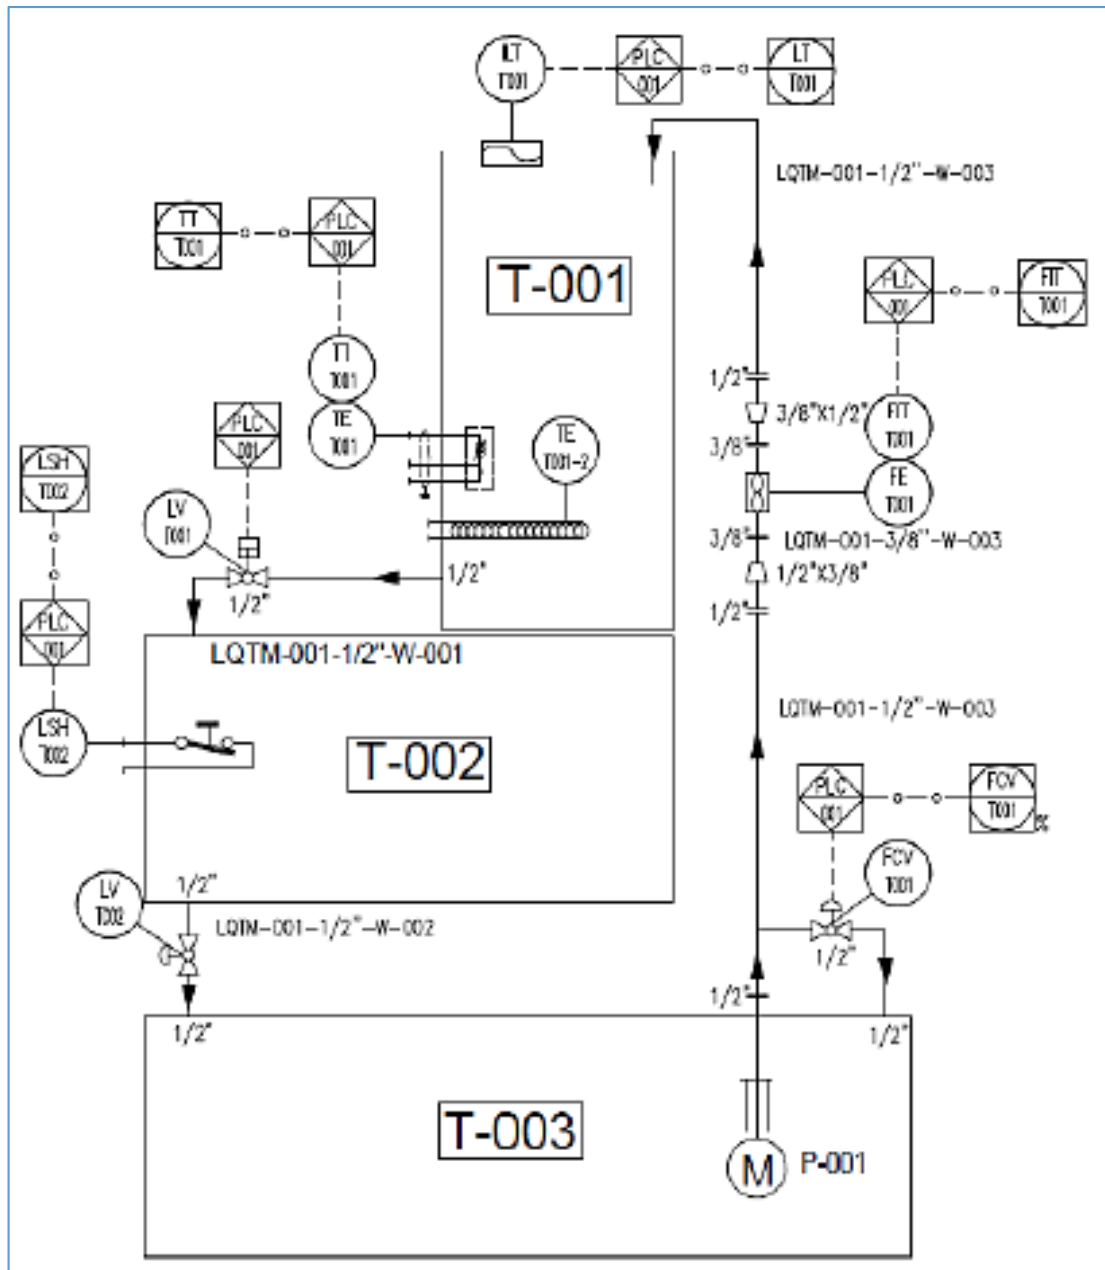 ILT
T001
PLC
001
LT
T001
LQTM-001-1/2"-W-003
TT
T001
PLC
001
T-001
PLC
001
FIT
T001
TT
T001
1/2"
3/8"X1/2"
FIT
T001
PLC
001
TE
T001
TE
T001-2
3/8"
LSH
T002
FE
T001
LV
T001
3/8"
LQTM-001-3/8"-W-003
1/2"
1/2"X3/8"
1/2"
1/2"
PLC
001
LQTM-001-1/2"-W-001
LSH
T002
T-002
LQTM-001-1/2"-W-003
PLC
001
FCV
T001
%
LV
T002
1/2"
FCV
T001
LQTM-001-1/2"-W-002
1/2"
1/2"
1/2"
1/2"
T-003
M
P-001